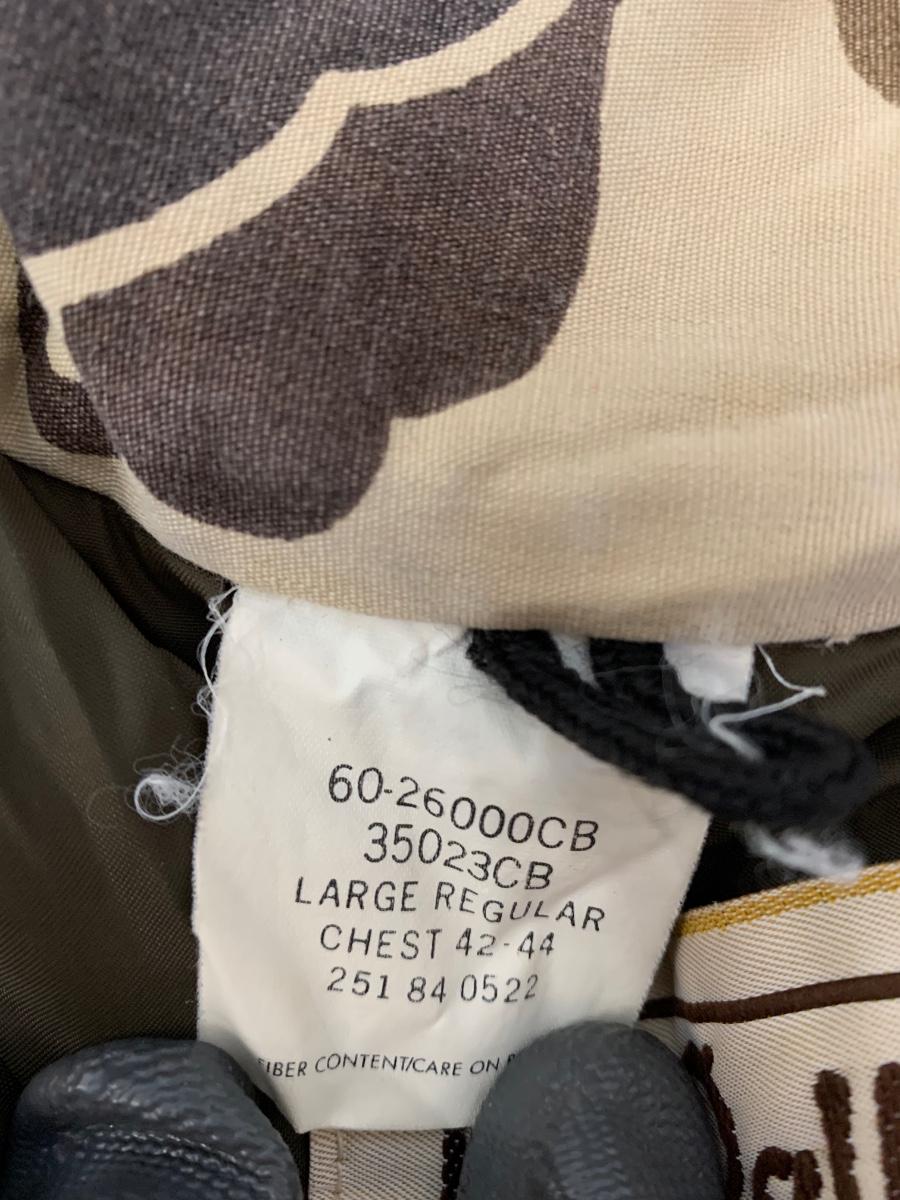 60-26000CB
35023CB
LARGE REGULAR
CHEST 42-44
251 84 0522
FIBER CONTENT/CARE ON